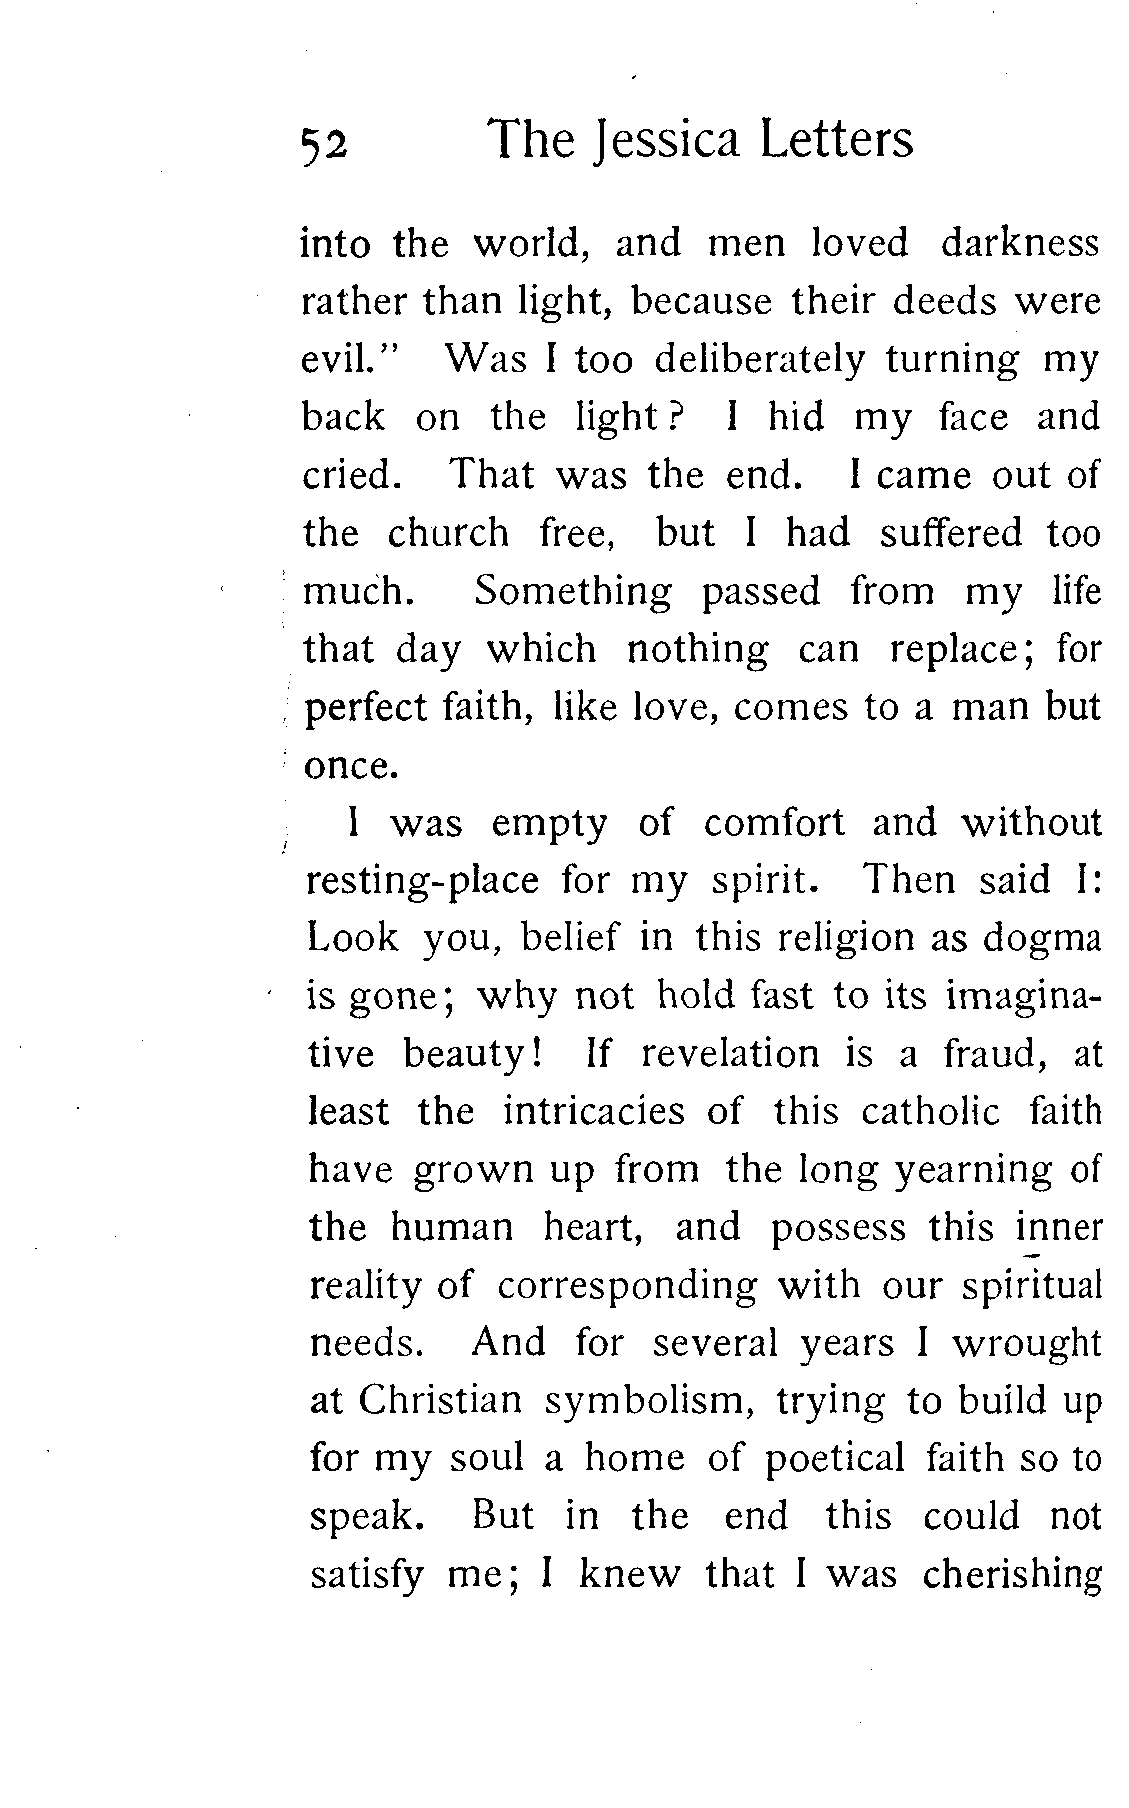 52 The Jessica Letters
into the world, and men loved darkness
rather than light, because their deeds were
evil.” Was I too deliberately turning my
back on the light? I hid my face and
cried. That was the end. I came out of
the church free, but I had suffered too
much. Something passed from my life
that day which nothing can replace; for
perfect faith, like love, comes to a man but
once.
I was empty of comfort and without
resting-place for my spirit. Then said I:
Look you, belief in this religion as dogma
is gone; why not hold fast to its imagina-
tive beauty! If revelation is a fraud, at
least the intricacies of this catholic faith
have grown up from the long yearning of
the human heart, and possess this inner
reality of corresponding with our spiritual
needs. And for several years I wrought
at Christian symbolism, trying to build up
for my soul a home of poetical faith so to
speak. But in the end this could not
satisfy me; I knew that I was cherishing